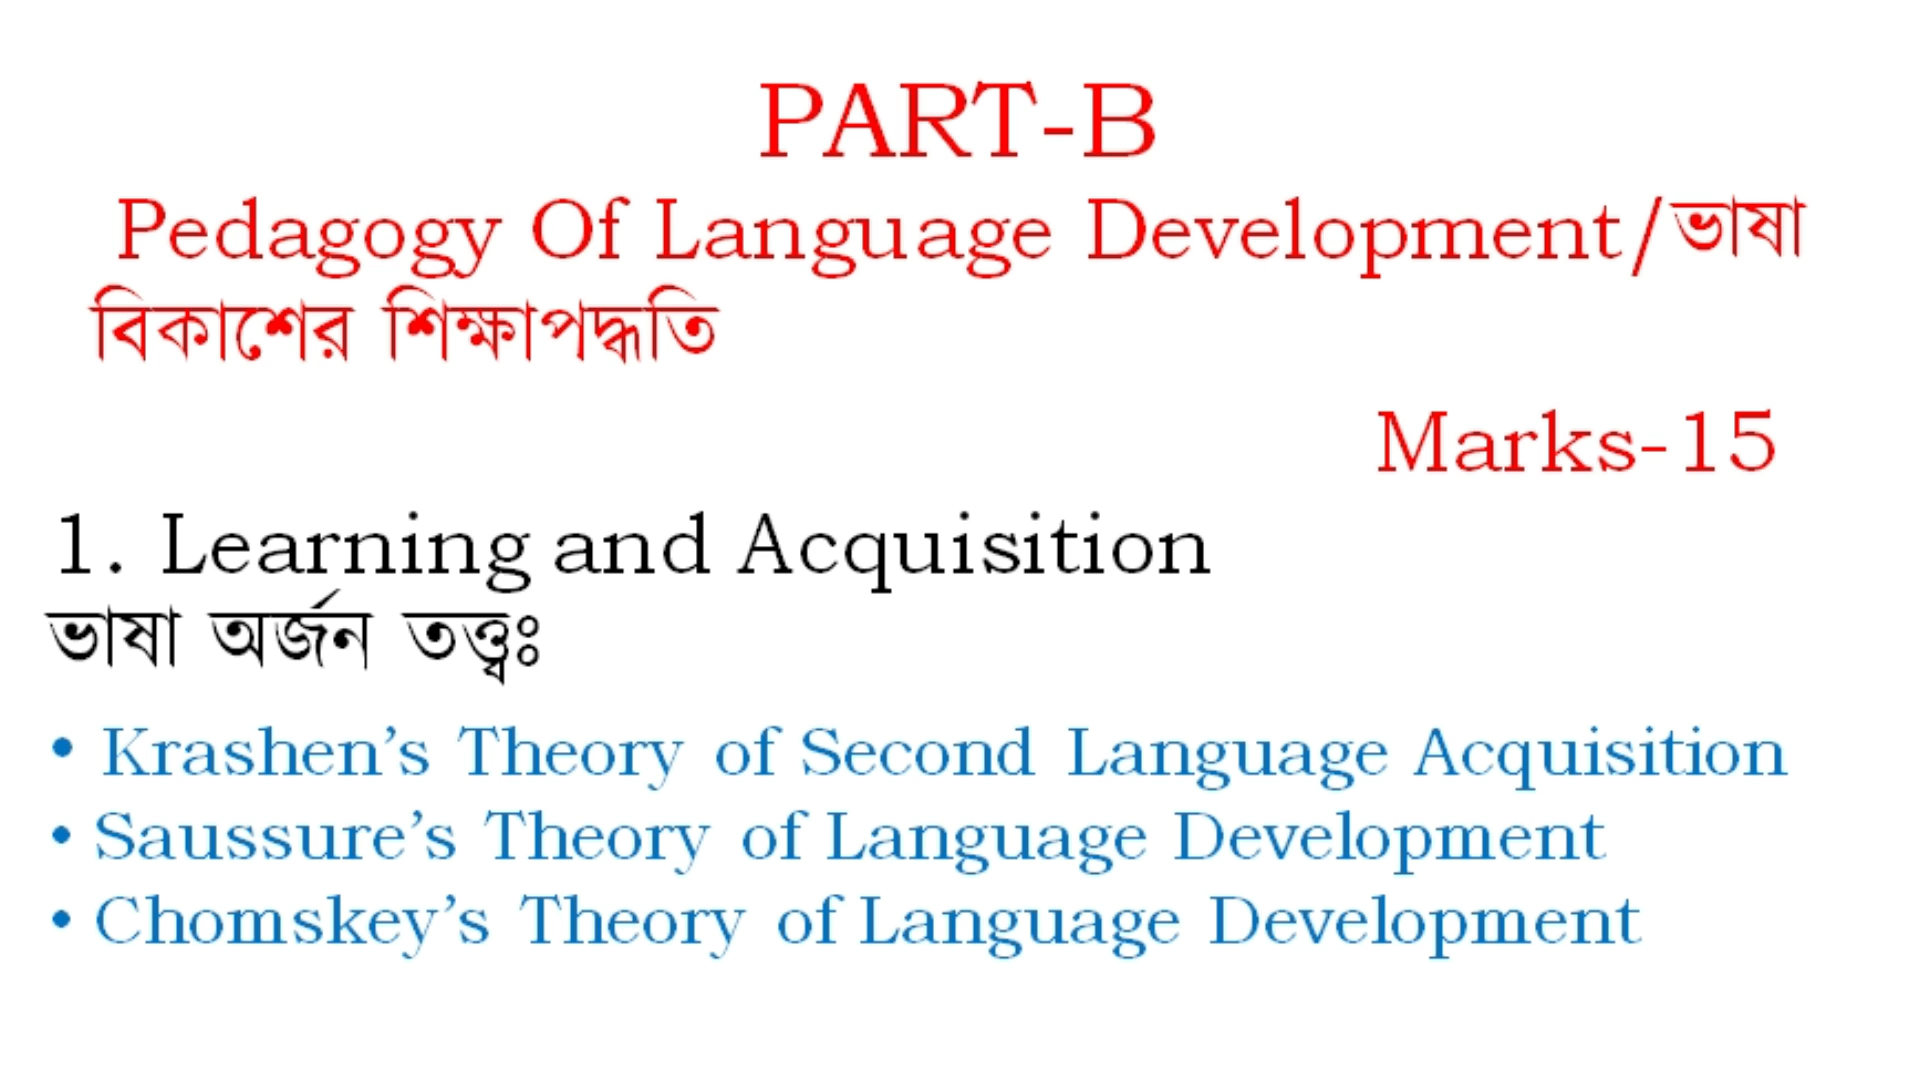 PART-B
Pedagogy Of Language Development/ভাষা
বিকাশের শিক্ষাপদ্ধতি
Marks-15
1. Learning and Acquisition
ভাষা অর্জন তত্ত্বঃ
• Krashen’s Theory of Second Language Acquisition
• Saussure’s Theory of Language Development
• Chomskey’s Theory of Language Development